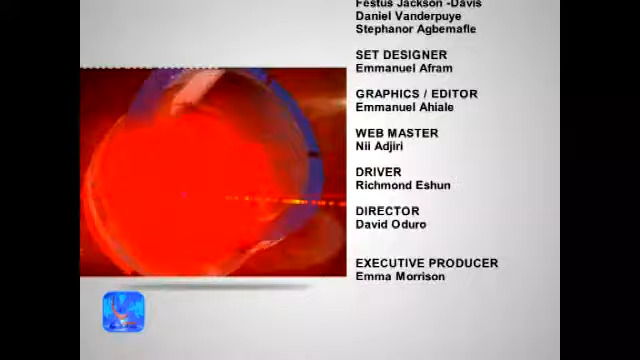 Festus Jackson -Davis
Daniel Vanderpuye
Stephanor Agbemafle
SET DESIGNER
Emmanuel Afram
GRAPHICS / EDITOR
Emmanuel Ahiale
WEB MASTER
Nii Adjiri
DRIVER
Richmond Eshun
DIRECTOR
David Oduro
EXECUTIVE PRODUCER
Emma Morrison